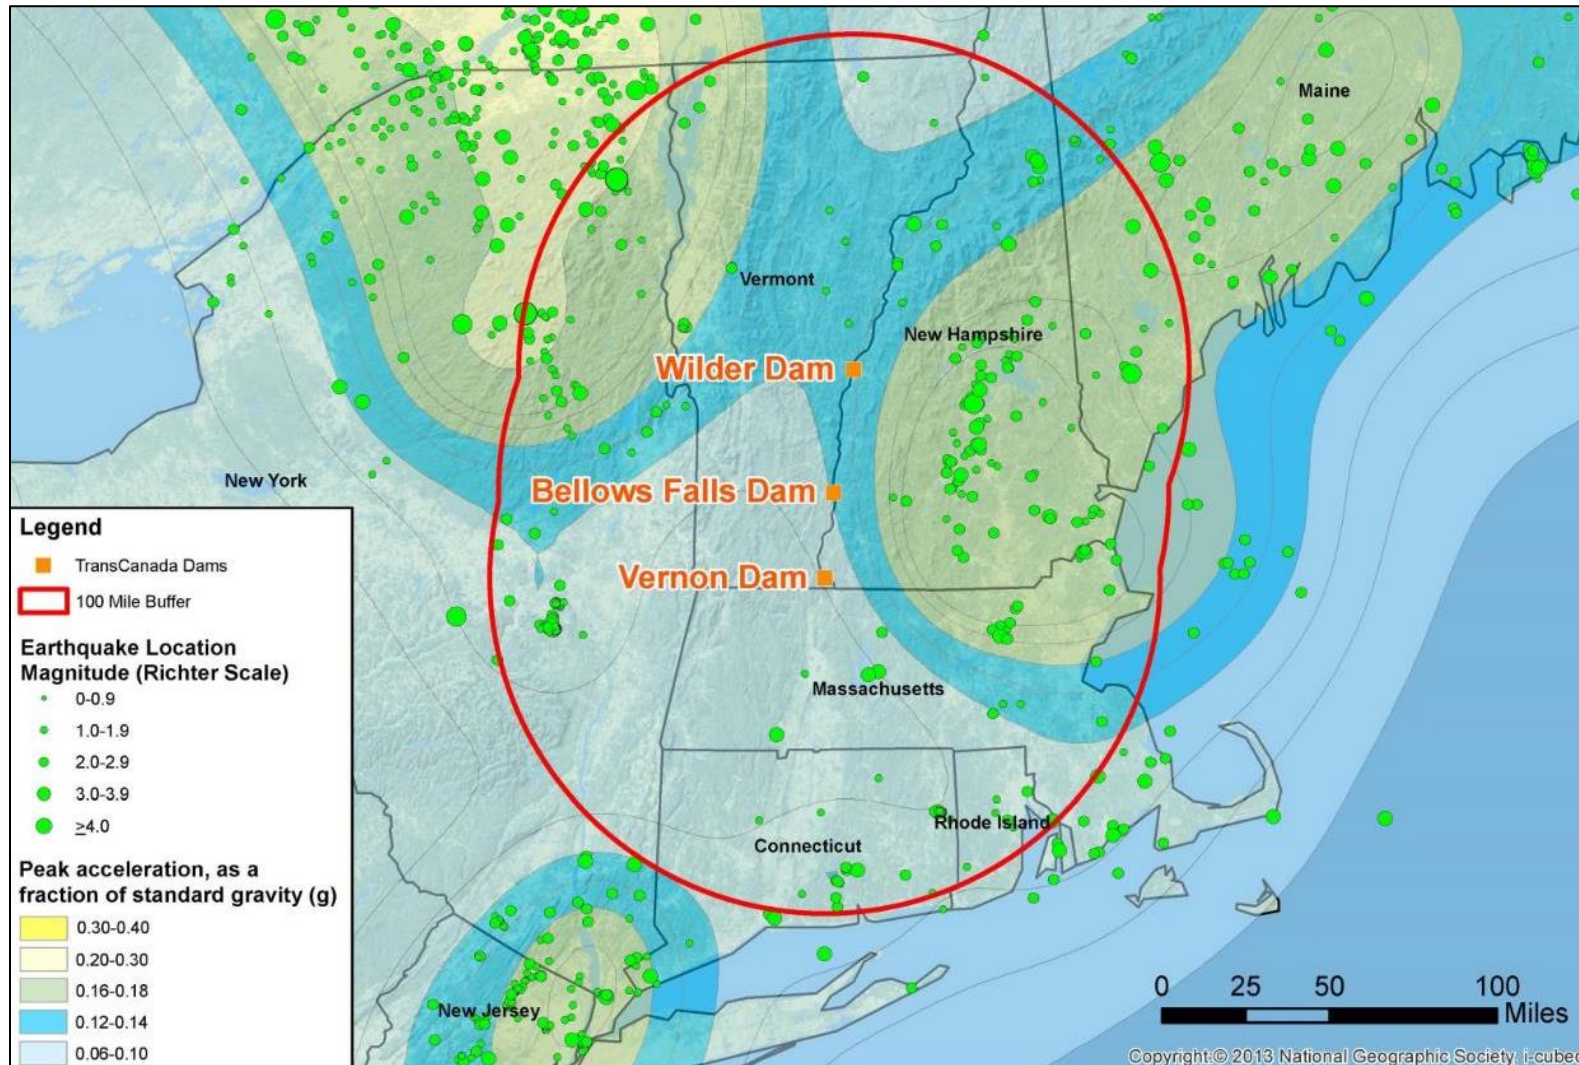 Maine
Vermont
New Hampshire
Wilder Dam
New York
Bellows Falls Dam
Vernon Dam
Massachusetts
Rhode Island
Connecticut
New Jersey
Legend
TransCanada Dams
100 Mile Buffer
Earthquake Location
Magnitude (Richter Scale)
0-0.9
1.0-1.9
2.0-2.9
3.0-3.9
≥4.0
Peak acceleration, as a
fraction of standard gravity (g)
0.30-0.40
0.20-0.30
0.16-0.18
0.12-0.14
0.06-0.10
0 25 50 100
Miles
Copyright:© 2013 National Geographic Society, i-cubed